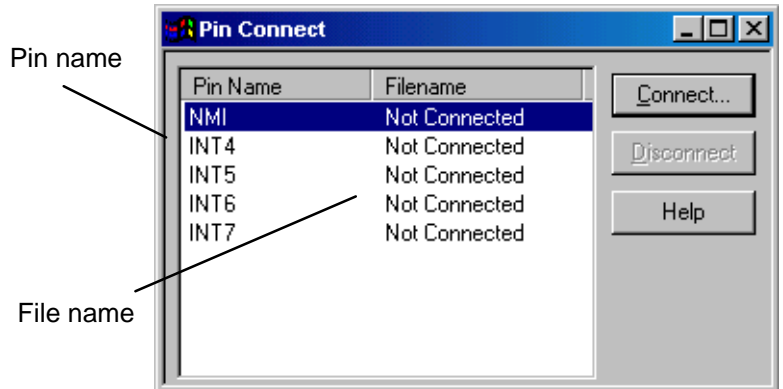 Pin Connect
Pin name
Pin Name Filename
Connect...
NMI Not Connected
INT4 Not Connected
Disconnect
INT5 Not Connected
INT6 Not Connected
Help
INT7 Not Connected
File name